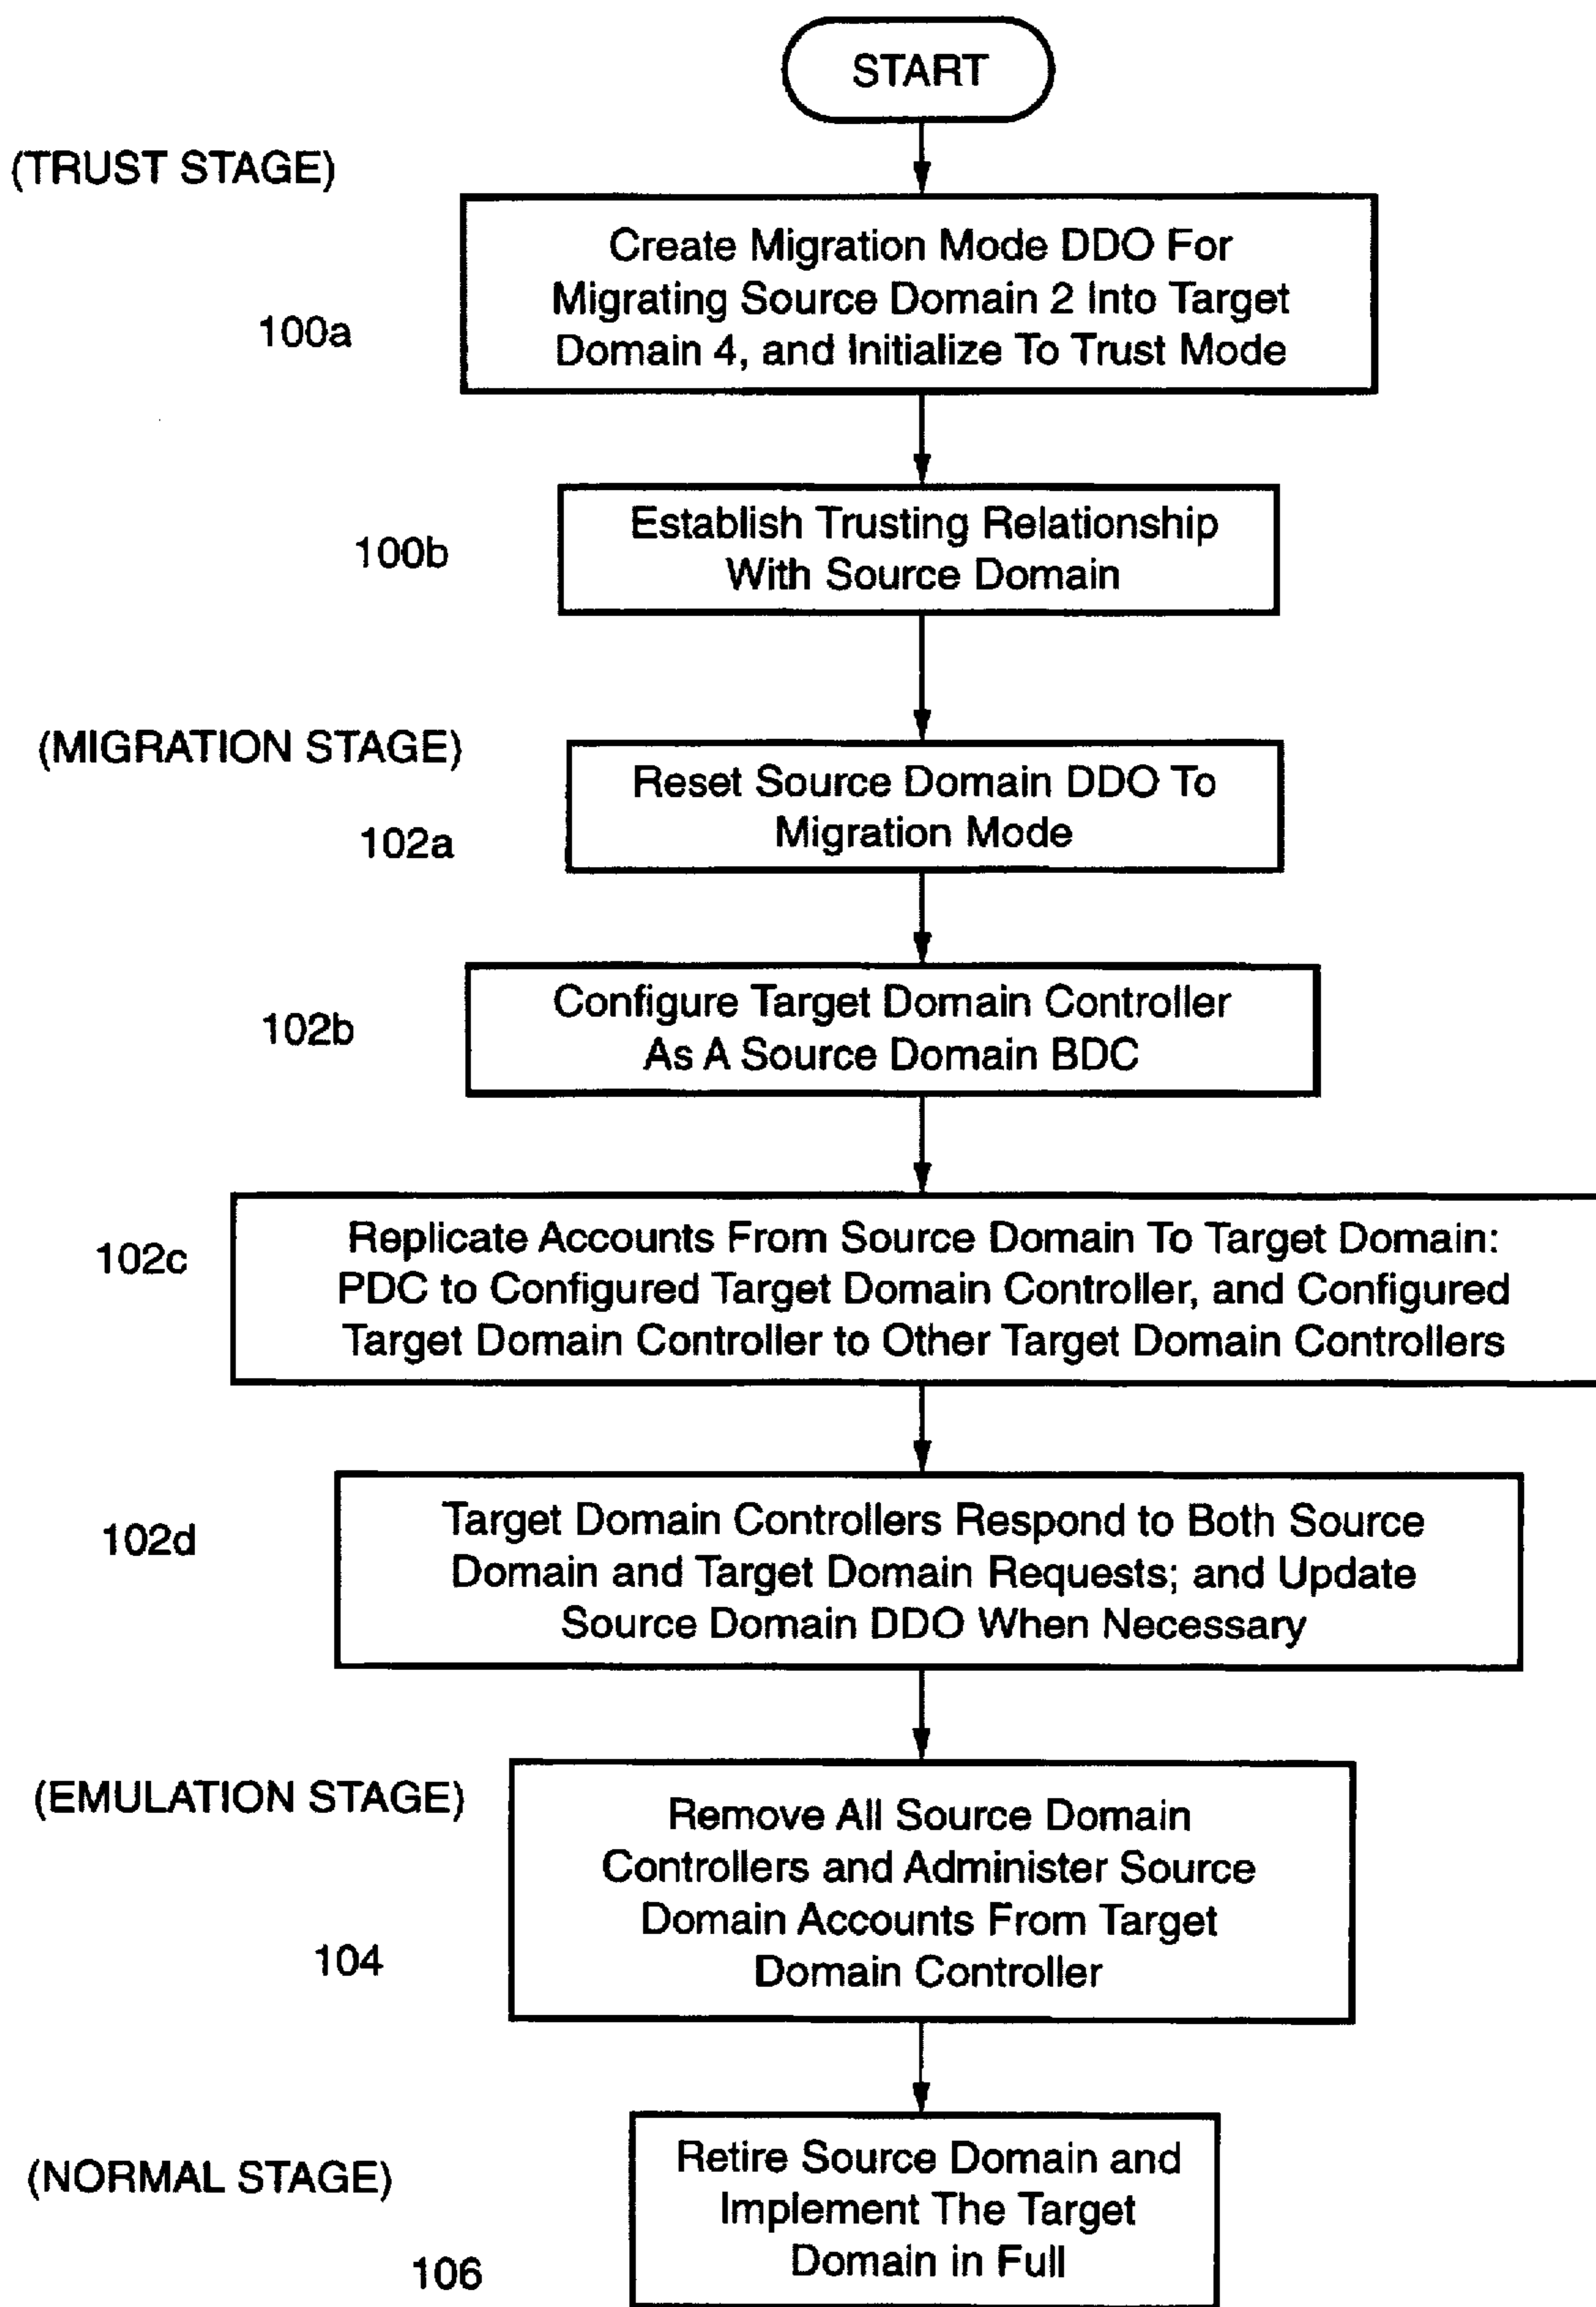 START
(TRUST STAGE)
100a
Create Migration Mode DDO For
Migrating Source Domain 2 Into Target
Domain 4, and Initialize To Trust Mode
100b
Establish Trusting Relationship
With Source Domain
(MIGRATION STAGE)
102a
Reset Source Domain DDO To
Migration Mode
102b
Configure Target Domain Controller
As A Source Domain BDC
102c
Replicate Accounts From Source Domain To Target Domain:
PDC to Configured Target Domain Controller, and Configured
Target Domain Controller to Other Target Domain Controllers
102d
Target Domain Controllers Respond to Both Source
Domain and Target Domain Requests; and Update
Source Domain DDO When Necessary
(EMULATION STAGE)
104
Remove All Source Domain
Controllers and Administer Source
Domain Accounts From Target
Domain Controller
(NORMAL STAGE)
106
Retire Source Domain and
Implement The Target
Domain in Full